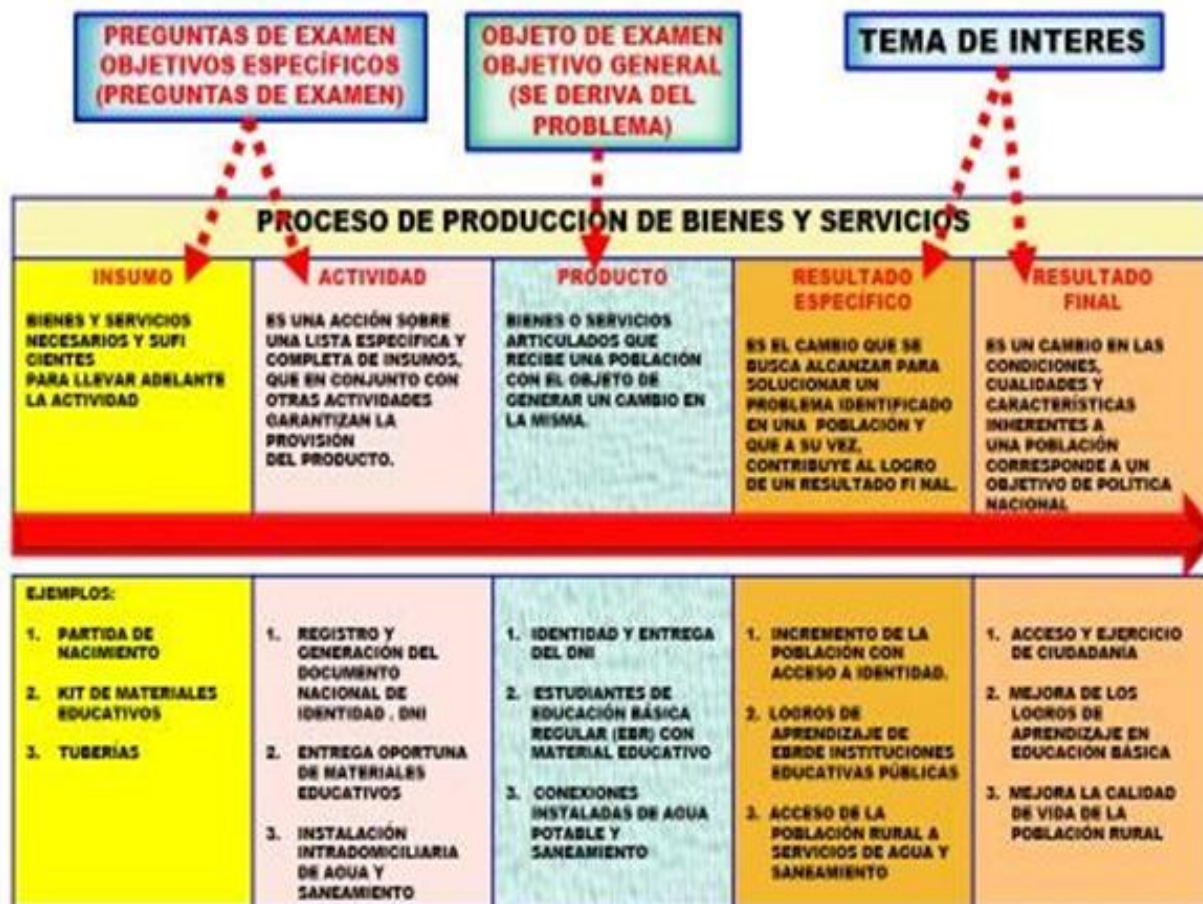 PREGUNTAS DE EXAMEN
OBJETIVOS ESPECÍFICOS
(PREGUNTAS DE EXAMEN)
OBJETO DE EXAMEN
OBJETIVO GENERAL
(SE DERIVA DEL
PROBLEMA)
TEMA DE INTERES
PROCESO DE PRODUCCIÓN DE BIENES Y SERVICIOS
INSUMO
BIENES Y SERVICIOS
NECESARIOS Y SUFI
CIENTES
PARA LLEVAR ADELANTE
LA ACTIVIDAD
ACTIVIDAD
ES UNA ACCIÓN SOBRE
UNA LISTA ESPECÍFICA Y
COMPLETA DE INSUMOS,
QUE EN CONJUNTO CON
OTRAS ACTIVIDADES
GARANTIZAN LA
PROVISIÓN
DEL PRODUCTO.
PRODUCTO
BIENES O SERVICIOS
ARTICULADOS QUE
RECIBE UNA POBLACIÓN
CON EL OBJETO DE
GENERAR UN CAMBIO EN
LA MISMA.
RESULTADO
ESPECÍFICO
ES EL CAMBIO QUE SE
BUSCA ALCANZAR PARA
SOLUCIONAR UN
PROBLEMA IDENTIFICADO
EN UNA POBLACIÓN Y
QUE A SU VEZ,
CONTRIBUYE AL LOGRO
DE UN RESULTADO FI NAL.
RESULTADO
FINAL
ES UN CAMBIO EN LAS
CONDICIONES,
CUALIDADES Y
CARACTERÍSTICAS
INHERENTES A
UNA POBLACIÓN
CORRESPONDE A UN
OBJETIVO DE POLÍTICA
NACIONAL
EJEMPLOS:
1. PARTIDA DE
NACIMIENTO
2. KIT DE MATERIALES
EDUCATIVOS
3. TUBERÍAS
1. REGISTRO Y
GENERACIÓN DEL
DOCUMENTO
NACIONAL DE
IDENTIDAD . DNI
2. ENTREGA OPORTUNA
DE MATERIALES
EDUCATIVOS
3. INSTALACIÓN
INTRADOMICILIARIA
DE AGUA Y
SANEAMIENTO
1. IDENTIDAD Y ENTREGA
DEL DNI
2. ESTUDIANTES DE
EDUCACIÓN BÁSICA
REGULAR (EBR) CON
MATERIAL EDUCATIVO
3. CONEXIONES
INSTALADAS DE AGUA
POTABLE Y
SANEAMIENTO
1. INCREMENTO DE LA
POBLACIÓN CON
ACCESO A IDENTIDAD.
2. LOGROS DE
APRENDIZAJE DE
EBRDE INSTITUCIONES
EDUCATIVAS PÚBLICAS
3. ACCESO DE LA
POBLACIÓN RURAL A
SERVICIOS DE AGUA Y
SANEAMIENTO
1. ACCESO Y EJERCICIO
DE CIUDADANÍA
2. MEJORA DE LOS
LOGROS DE
APRENDIZAJE EN
EDUCACIÓN BÁSICA
3. MEJORA LA CALIDAD
DE VIDA DE LA
POBLACIÓN RURAL